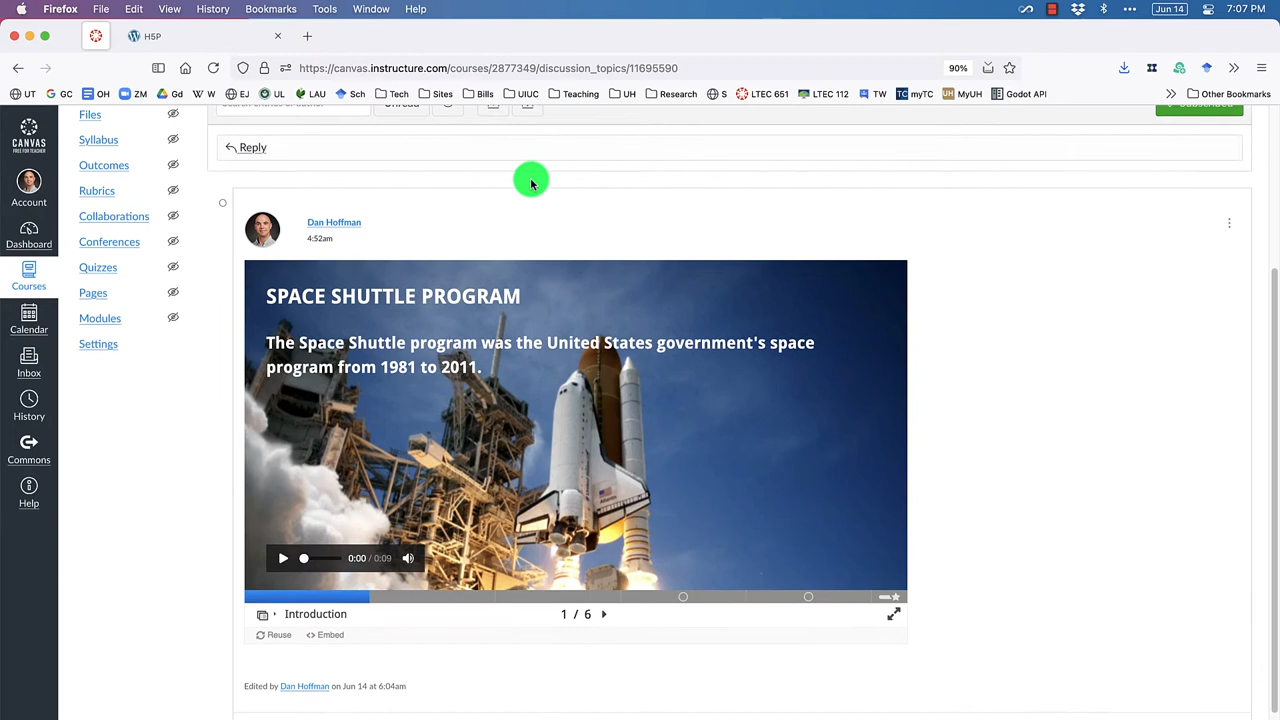 Firefox File Edit View History Bookmarks Tools Window Help Jun 14 7:07 PM
H5P
https://canvas.instructure.com/courses/2877349/discussion_topics/11695590 90%
UT GC OH ZM Gd W EJ UL LAU Sch Tech Sites Bills UIUC Teaching UH Research S LTEC 651 LTEC 112 TW myTC MyUH Godot API Other Bookmarks
CANVAS
FREE FOR TEACHER
Account
Dashboard
Courses
Calendar
Inbox
History
Commons
Help
Files
Syllabus
Outcomes
Rubrics
Collaborations
Conferences
Quizzes
Pages
Modules
Settings
Reply
Dan Hoffman
4:52am
SPACE SHUTTLE PROGRAM
The Space Shuttle program was the United States government's space
program from 1981 to 2011.
0:00 / 0:09
Introduction 1 / 6
Reuse <> Embed
Edited by Dan Hoffman on Jun 14 at 6:04am